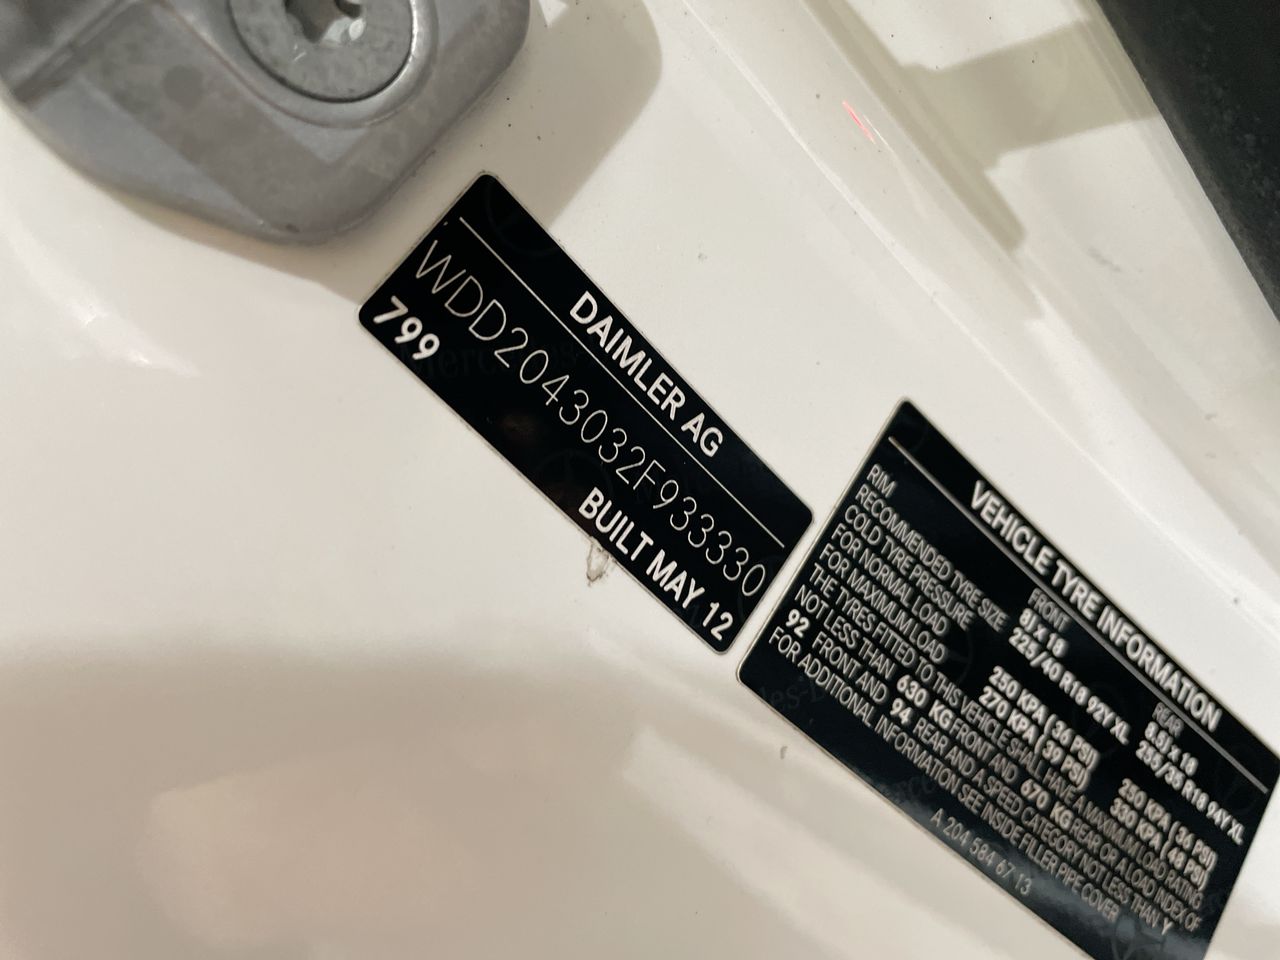 DAIMLER AG
WDD2043032F933330
799 BUILT MAY 12
VEHICLE TYRE INFORMATION
FRONT REAR
RIM 8J X 18 8.5J X 18
RECOMMENDED TYRE SIZE 225/40 R18 92Y XL 255/35 R18 94Y XL
COLD TYRE PRESSURE
FOR NORMAL LOAD 250 KPA (36 PSI) 250 KPA (36 PSI)
FOR MAXIMUM LOAD 270 KPA (39 PSI) 330 KPA (48 PSI)
THE TYRES FITTED TO THIS VEHICLE SHALL HAVE A MAXIMUM LOAD RATING
NOT LESS THAN 630 KG FRONT AND 670 KG REAR OR A LOAD INDEX OF
92 FRONT AND 94 REAR AND A SPEED CATEGORY NOT LESS THAN Y
FOR ADDITIONAL INFORMATION SEE INSIDE FILLER PIPE COVER
A 204 584 67 13